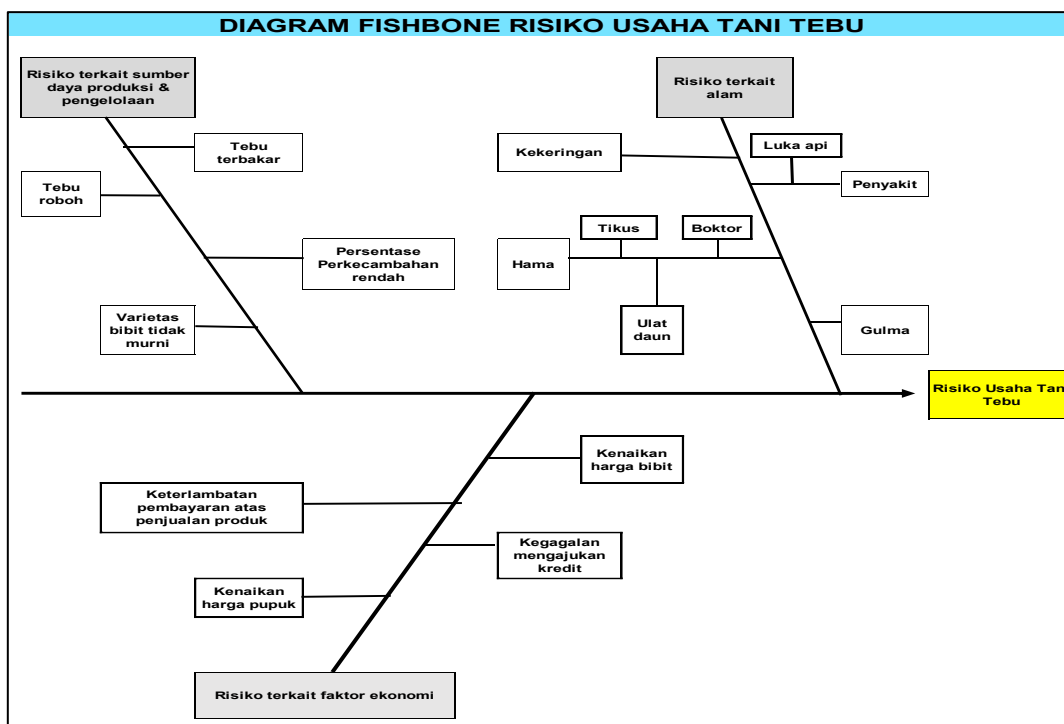 DIAGRAM FISHBONE RISIKO USAHA TANI TEBU
Risiko terkait sumber
daya produksi &
pengelolaan
Risiko terkait
alam
Tebu
terbakar
Kekeringan
Luka api
Tebu
roboh
Penyakit
Tikus
Boktor
Persentase
Perkecambahan
rendah
Hama
Varietas
bibit tidak
murni
Ulat
daun
Gulma
Risiko Usaha Tan
Tebu
Kenaikan
harga bibit
Keterlambatan
pembayaran atas
penjualan produk
Kegagalan
mengajukan
kredit
Kenaikan
harga pupuk
Risiko terkait faktor ekonomi